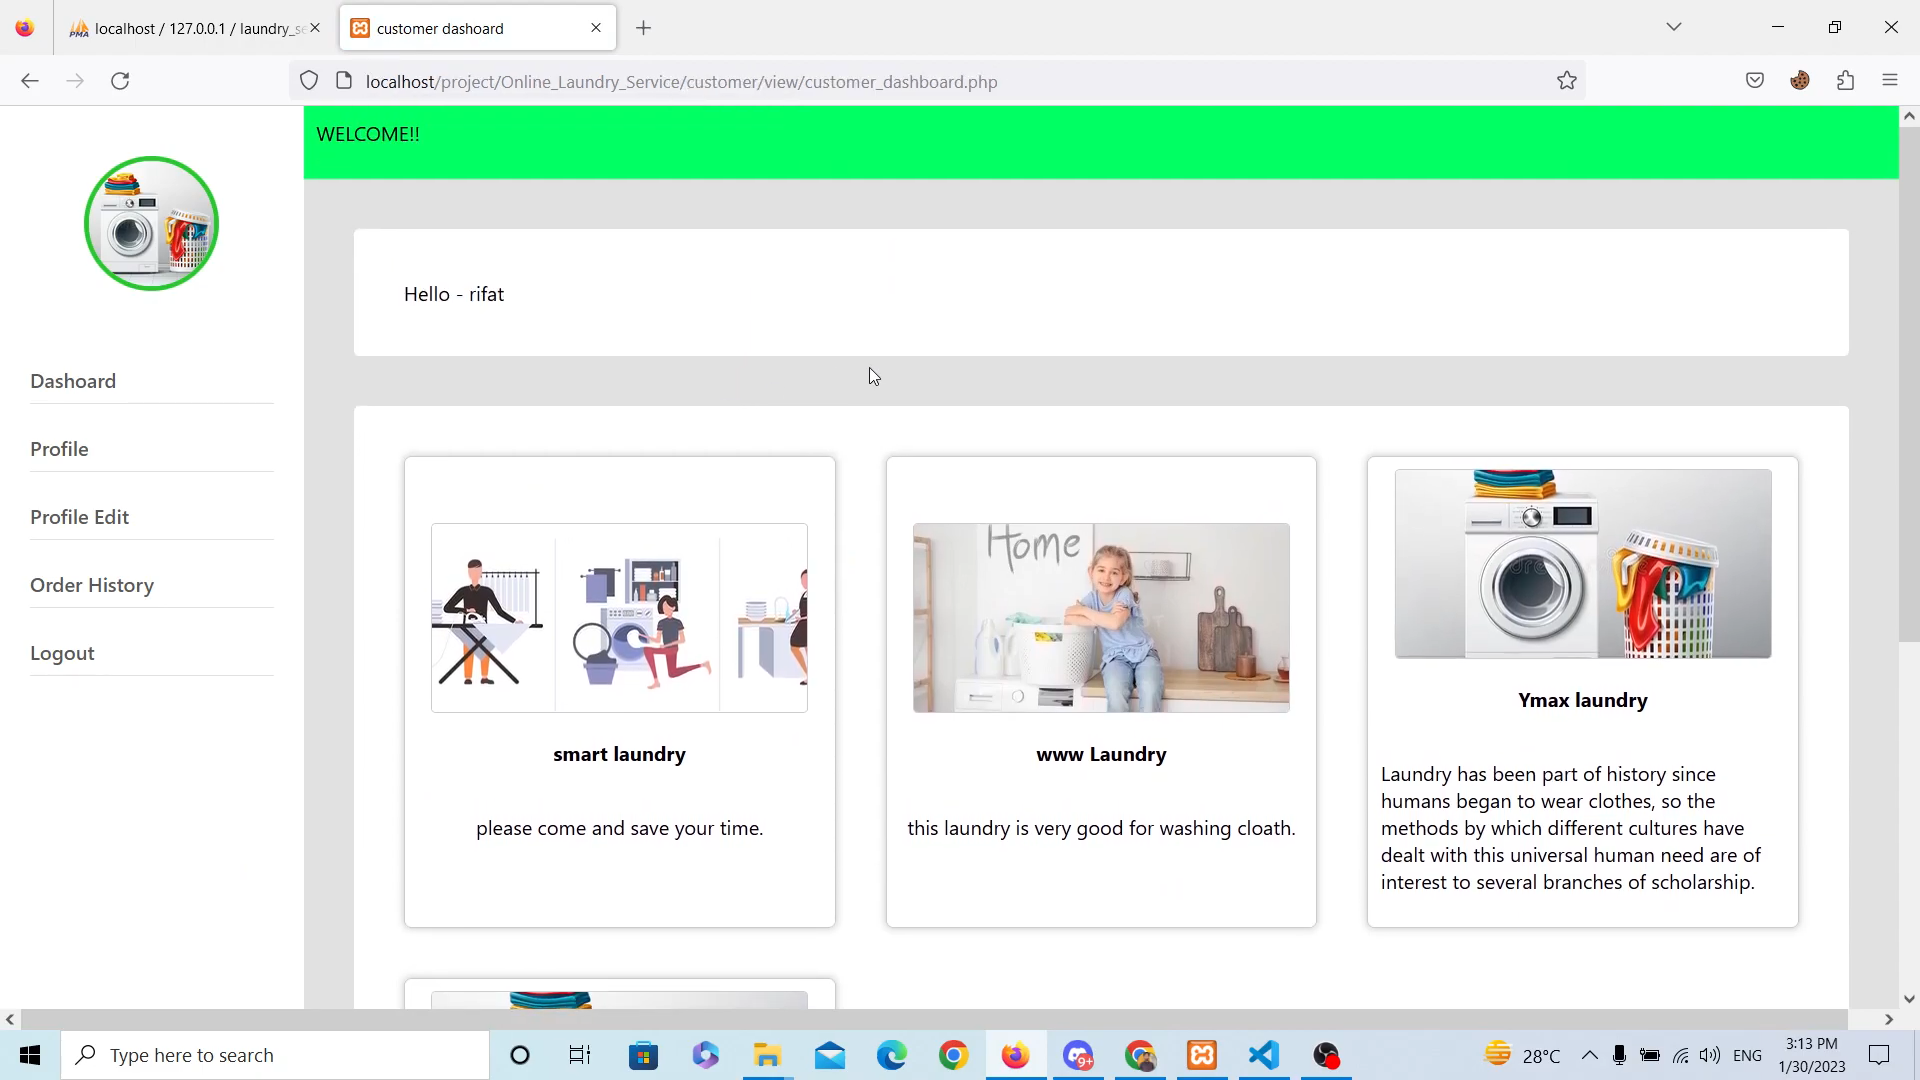 localhost / 127.0.0.1 / laundry_se
customer dashoard
localhost/project/Online_Laundry_Service/customer/view/customer_dashboard.php
WELCOME!!
Hello - rifat
Dashoard
Profile
Profile Edit
Order History
Logout
Home
smart laundry
please come and save your time.
www Laundry
this laundry is very good for washing cloath.
Ymax laundry
Laundry has been part of history since
humans began to wear clothes, so the
methods by which different cultures have
dealt with this universal human need are of
interest to several branches of scholarship.
Type here to search
9+
28°C
ENG
3:13 PM
1/30/2023